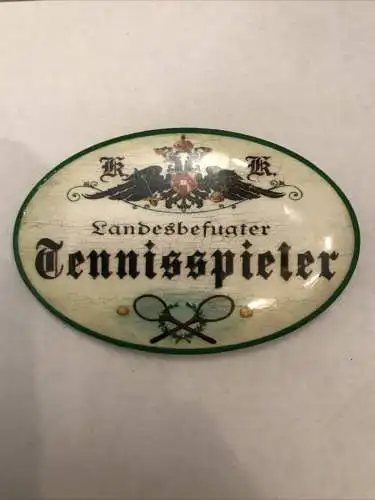 K. K.
Landesbefugter
Tennisspieler